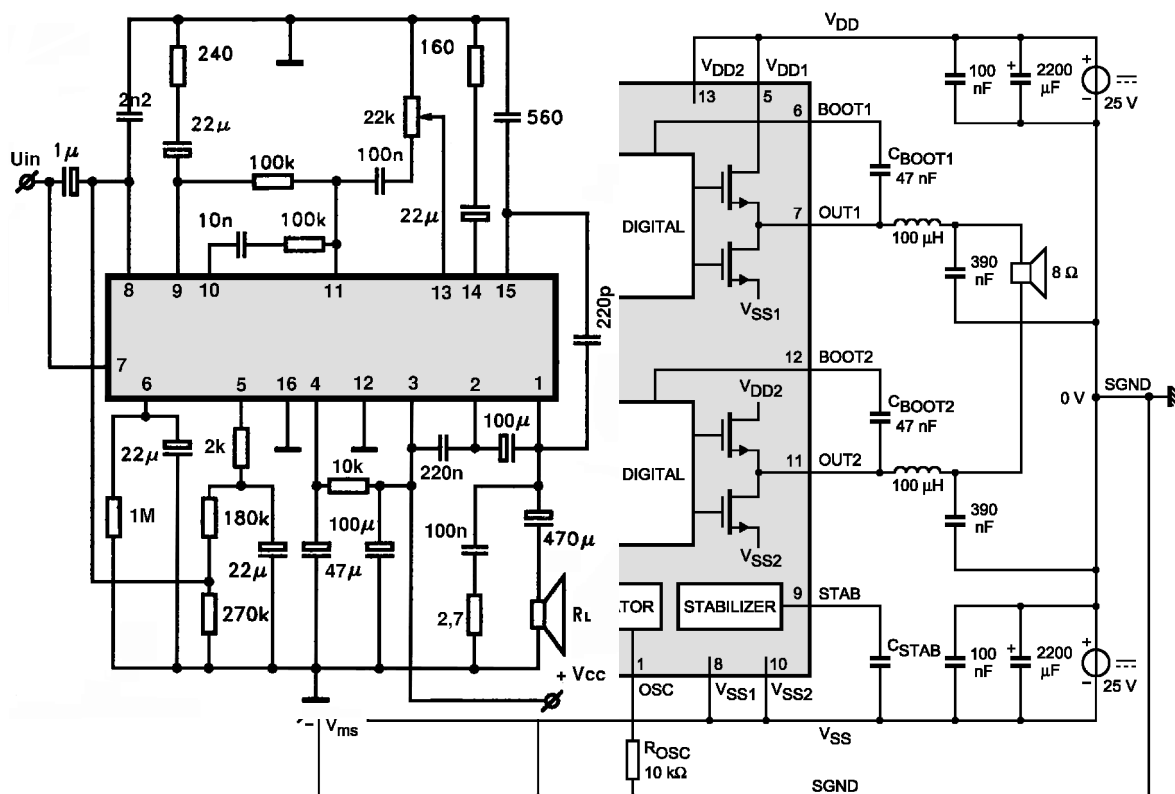 240
160
2n2
22μ
22k
560
1μ
Uin
100k
100n
10n
100k
22μ
8
9
10
11
13
14
15
7
220p
6
5
16
4
12
3
2
1
22μ
2k
100μ
220n
10k
1M
180k
22μ
100μ
47μ
100n
470μ
270k
2,7
RL
+ Vcc
Vms
VDD
VDD2
VDD1
13
5
100 nF
+
2200 μF
+
−
25 V
6
BOOT1
CBOOT1
47 nF
DIGITAL
7
OUT1
100 μH
390 nF
8 Ω
VSS1
12
BOOT2
VDD2
CBOOT2
47 nF
0 V
SGND
DIGITAL
11
OUT2
100 μH
390 nF
VSS2
ATOR
STABILIZER
9
STAB
CSTAB
100 nF
+
2200 μF
+
−
25 V
1
OSC
8
VSS1
10
VSS2
VSS
ROSC
10 kΩ
SGND